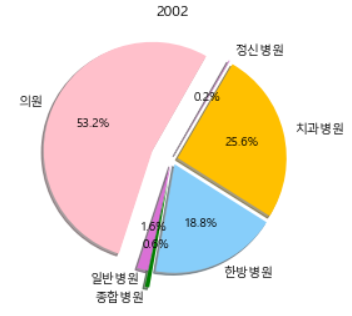 2002
정신병원
의원
0.2%
53.2%
치과병원
25.6%
18.8%
1.6%
0.6%
일반병원
한방병원
종합병원